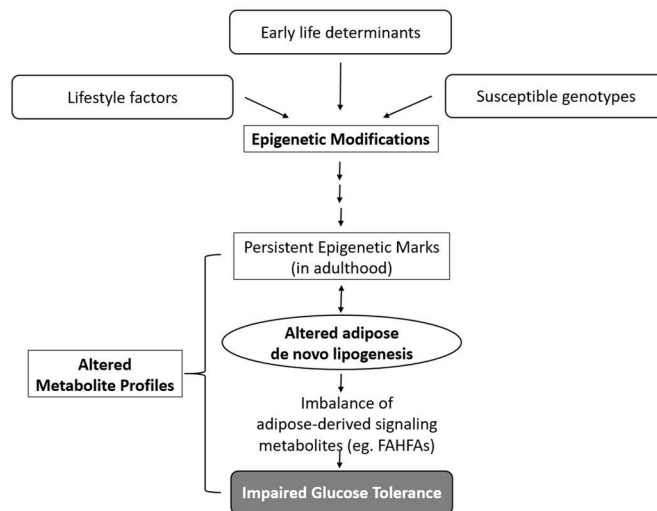 Early life determinants
Lifestyle factors
Susceptible genotypes
Epigenetic Modifications
Persistent Epigenetic Marks
(in adulthood)
Altered adipose
de novo lipogenesis
Altered
Metabolite Profiles
Imbalance of
adipose-derived signaling
metabolites (eg. FAHFAs)
Impaired Glucose Tolerance